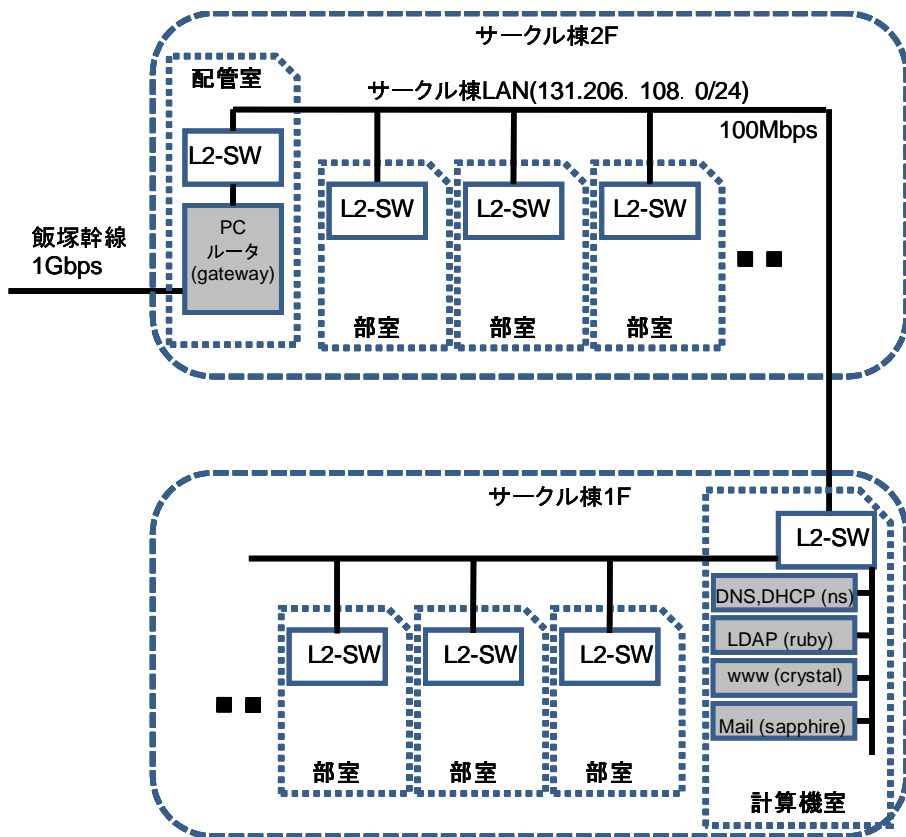 サークル棟2F
配管室
サークル棟LAN(131.206. 108. 0/24)
100Mbps
L2-SW
L2-SW
L2-SW
L2-SW
PC
ルータ
(gateway)
飯塚幹線
1Gbps
部室
部室
部室
サークル棟1F
L2-SW
DNS,DHCP (ns)
LDAP (ruby)
www (crystal)
Mail (sapphire)
L2-SW
L2-SW
L2-SW
部室
部室
部室
計算機室